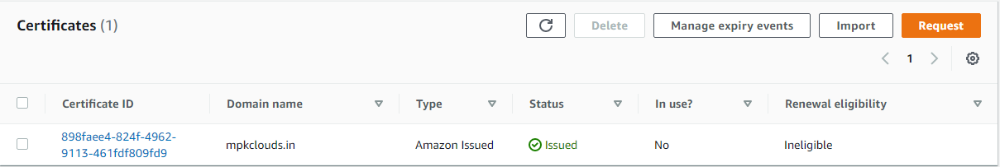 Certificates (1)
Delete
Manage expiry events
Import
Request
1
Certificate ID
Domain name
Type
Status
In use?
Renewal eligibility
898faee4-824f-4962-
9113-461fdf809fd9
mpkclouds.in
Amazon Issued
Issued
No
Ineligible